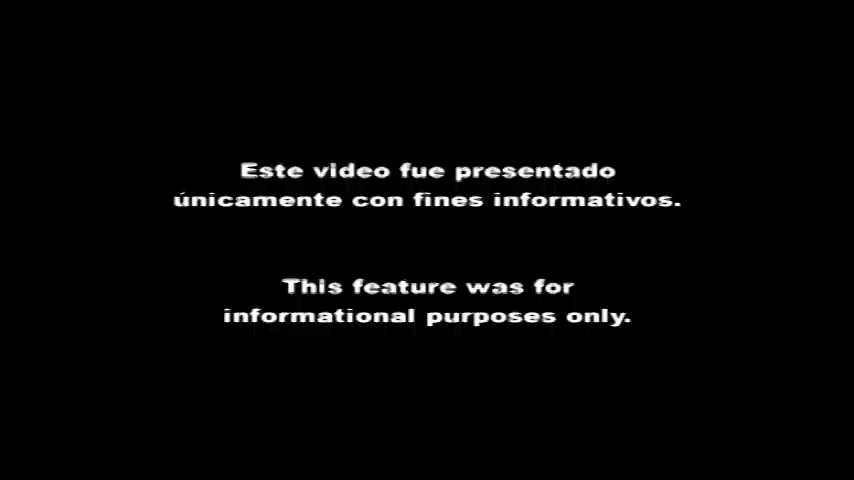 Este video fue presentado
únicamente con fines informativos.
This feature was for
informational purposes only.